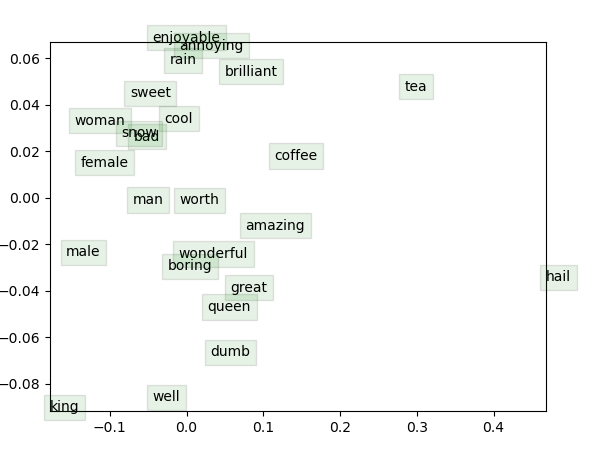 enjoyable
annoying
rain
brilliant
tea
sweet
cool
woman
snow
bad
coffee
female
man
worth
amazing
male
wonderful
boring
hail
great
queen
dumb
well
king
0.06
0.04
0.02
0.00
−0.02
−0.04
−0.06
−0.08
−0.1 0.0 0.1 0.2 0.3 0.4